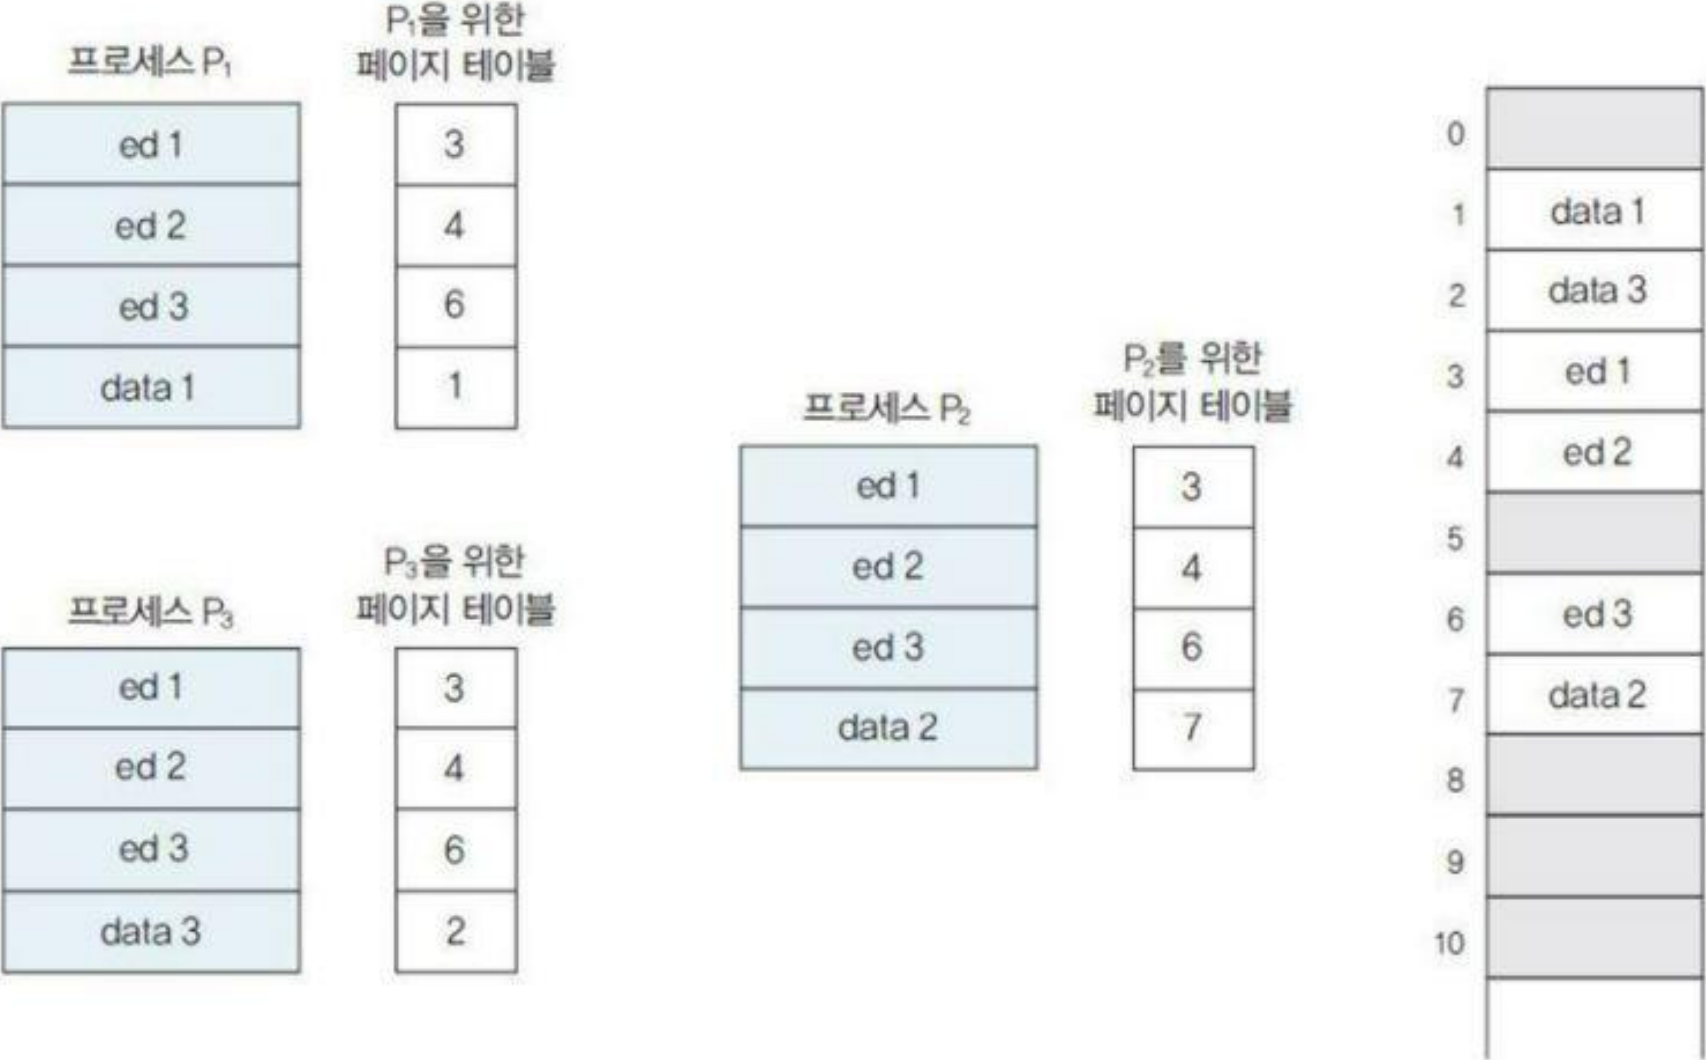 프로세스 P₁
P₁을 위한
페이지 테이블
ed 1
3
ed 2
4
ed 3
6
data 1
1
프로세스 P₃
P₃을 위한
페이지 테이블
ed 1
3
ed 2
4
ed 3
6
data 3
2
프로세스 P₂
P₂를 위한
페이지 테이블
ed 1
3
ed 2
4
ed 3
6
data 2
7
0
1
data 1
2
data 3
3
ed 1
4
ed 2
5
6
ed 3
7
data 2
8
9
10